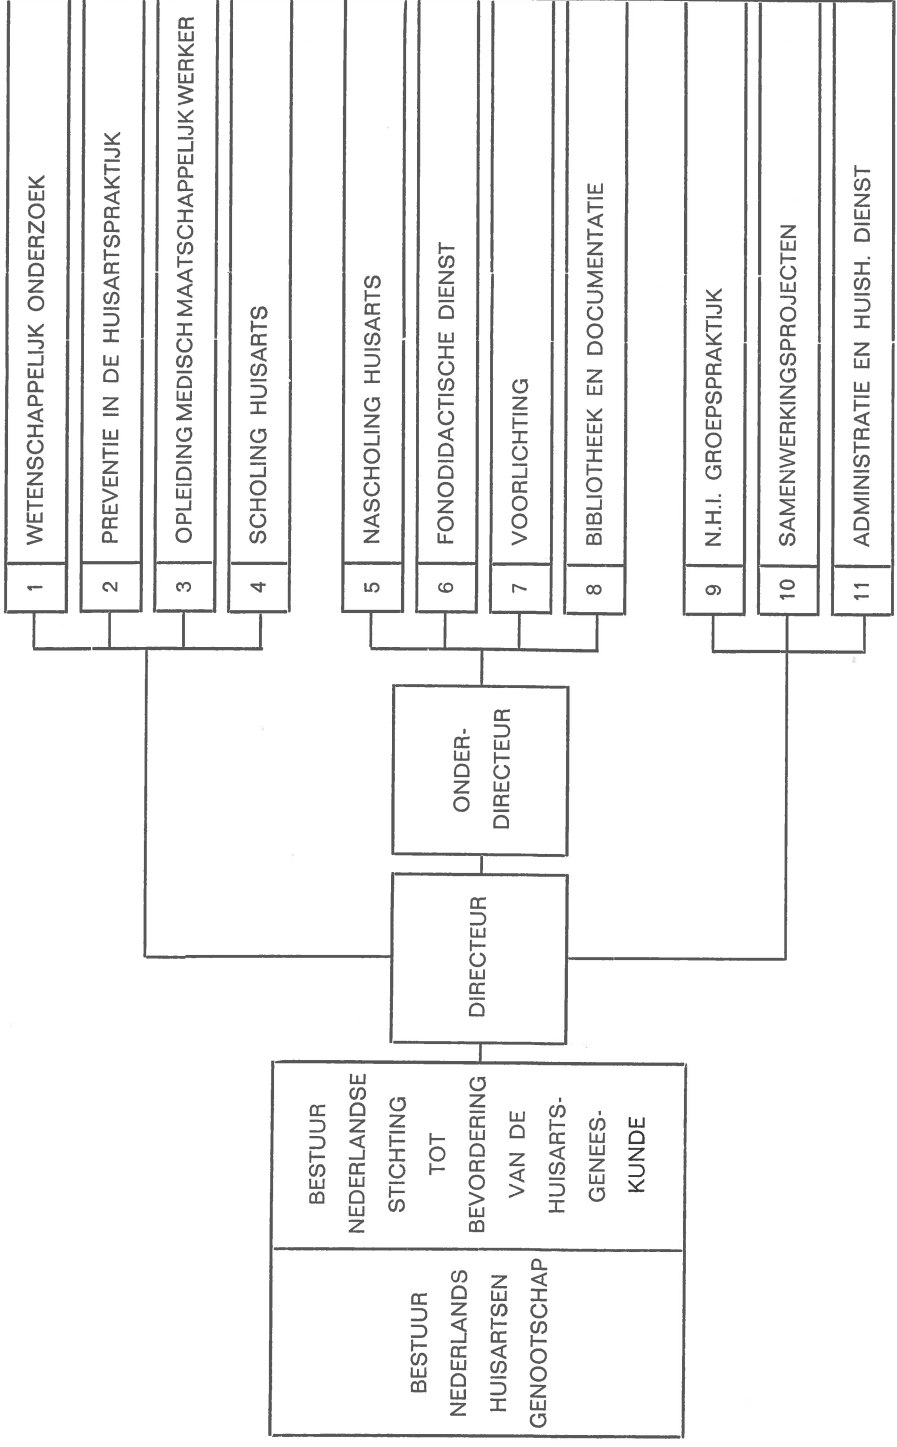 BESTUUR
NEDERLANDS
HUISARTSEN
GENOOTSCHAP
BESTUUR
NEDERLANDSE
STICHTING
TOT
BEVORDERING
VAN DE
HUISARTS-
GENEES-
KUNDE
DIRECTEUR
ONDER-
DIRECTEUR
1 WETENSCHAPPELIJK ONDERZOEK
2 PREVENTIE IN DE HUISARTSPRAKTIJK
3 OPLEIDING MEDISCH MAATSCHAPPELIJK WERKER
4 SCHOLING HUISARTS
5 NASCHOLING HUISARTS
6 FONODIDACTISCHE DIENST
7 VOORLICHTING
8 BIBLIOTHEEK EN DOCUMENTATIE
9 N.H.I. GROEPSPRAKTIJK
10 SAMENWERKINGSPROJECTEN
11 ADMINISTRATIE EN HUISH. DIENST